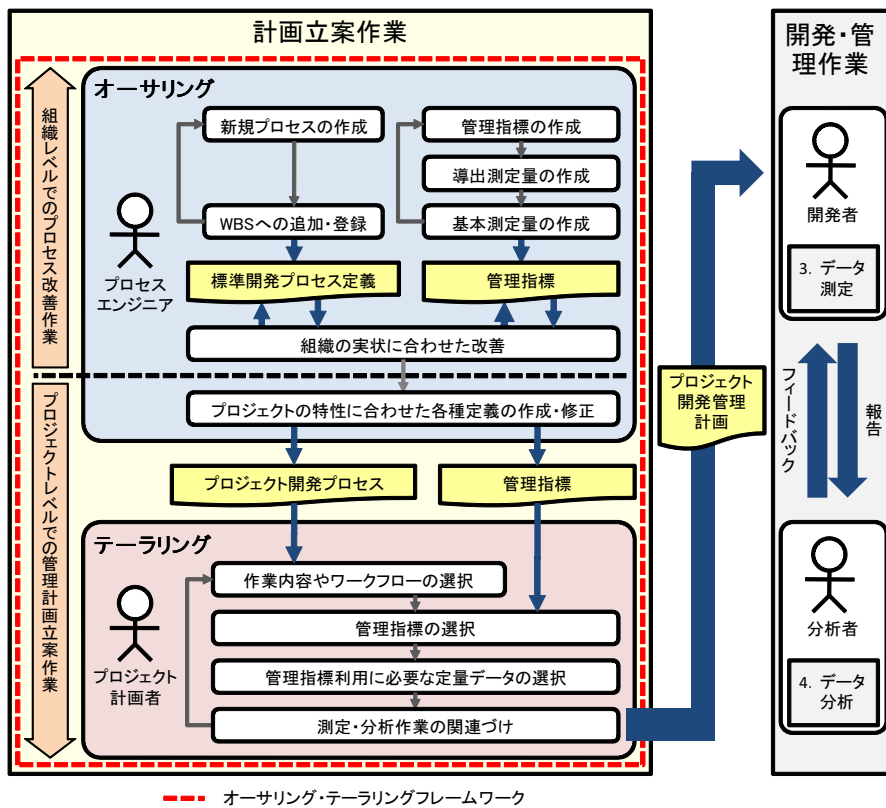 計画立案作業
組織レベルでのプロセス改善作業
プロジェクトレベルでの管理計画立案作業
オーサリング
プロセス
エンジニア
新規プロセスの作成
WBSへの追加・登録
管理指標の作成
導出測定量の作成
基本測定量の作成
標準開発プロセス定義
管理指標
組織の実状に合わせた改善
プロジェクトの特性に合わせた各種定義の作成・修正
プロジェクト開発プロセス
管理指標
テーラリング
プロジェクト
計画者
作業内容やワークフローの選択
管理指標の選択
管理指標利用に必要な定量データの選択
測定・分析作業の関連づけ
プロジェクト
開発管理
計画
開発・管
理作業
開発者
3. データ
測定
フィードバック
報告
分析者
4. データ
分析
オーサリング・テーラリングフレームワーク